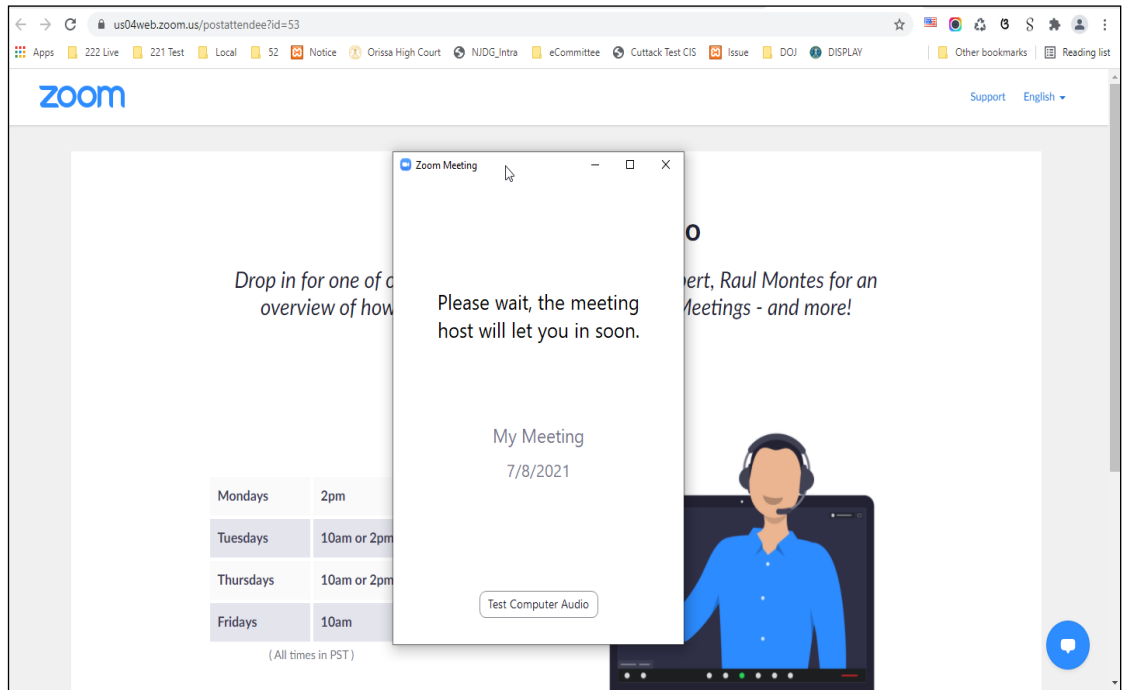 us04web.zoom.us/postattendee?id=53
Apps 222 Live 221 Test Local 52 Notice Orissa High Court NJDG_Intra eCommittee Cuttack Test CIS Issue DOJ DISPLAY Other bookmarks Reading list
zoom Support English
Zoom Meeting
o
Drop in for one of o ert, Raul Montes for an
overview of how Meetings - and more!
Please wait, the meeting
host will let you in soon.
My Meeting
7/8/2021
Mondays 2pm
Tuesdays 10am or 2pm
Thursdays 10am or 2pm
Fridays 10am
( All times in PST )
Test Computer Audio